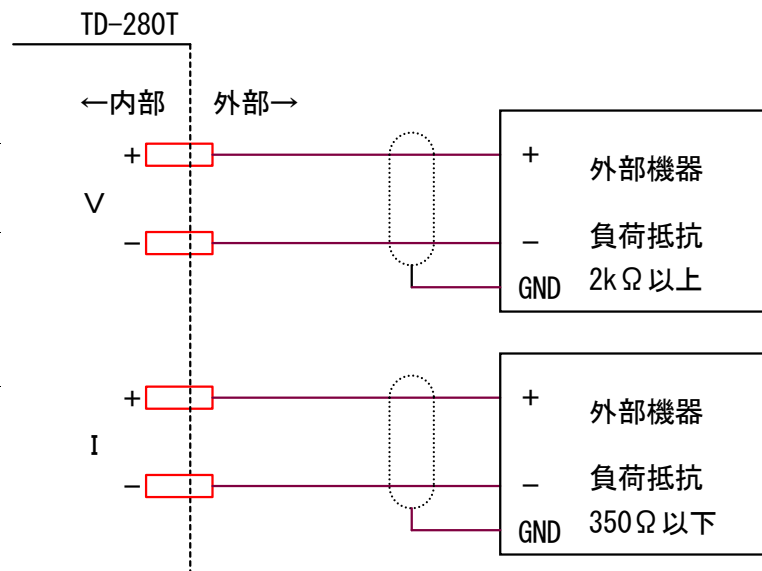 TD-280T
←内部 外部→
+
V
−
+
外部機器
−
負荷抵抗
GND
2kΩ以上
+
I
−
+
外部機器
−
負荷抵抗
GND
350Ω以下